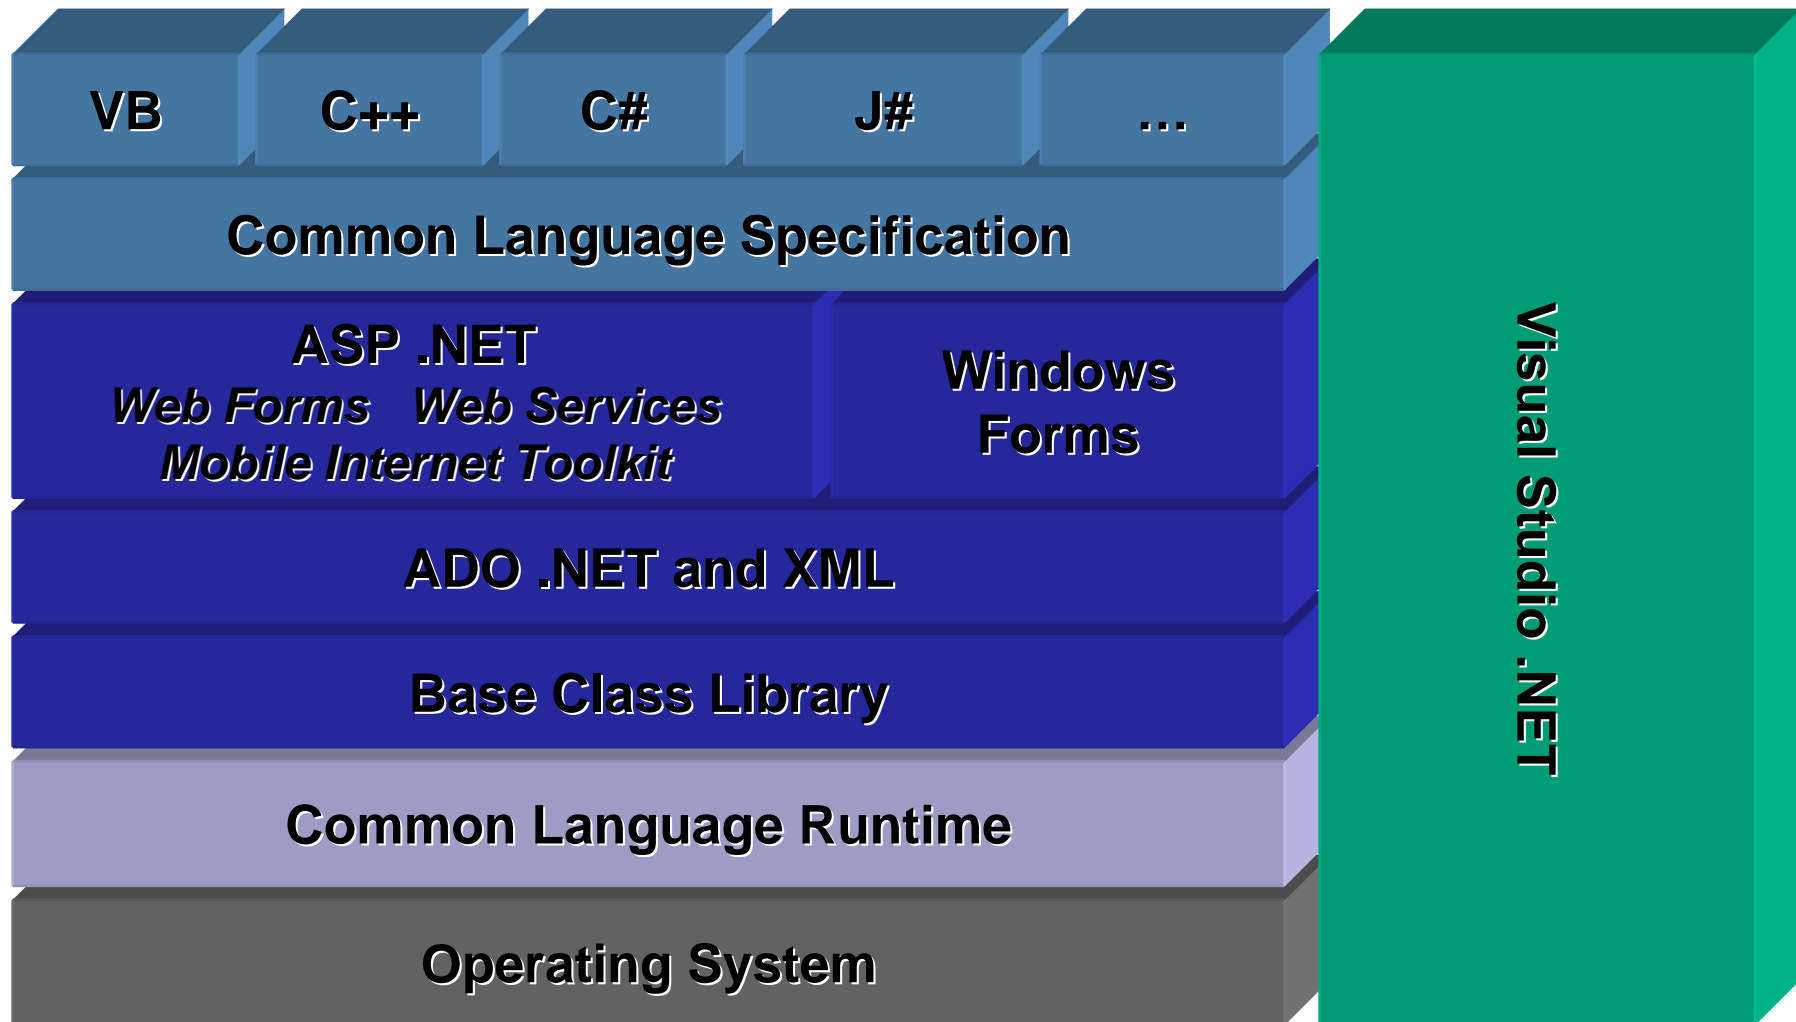 VB C++ C# J# …
Common Language Specification
ASP .NET
Web Forms Web Services
Mobile Internet Toolkit
Windows
Forms
ADO .NET and XML
Base Class Library
Common Language Runtime
Operating System
Visual Studio .NET